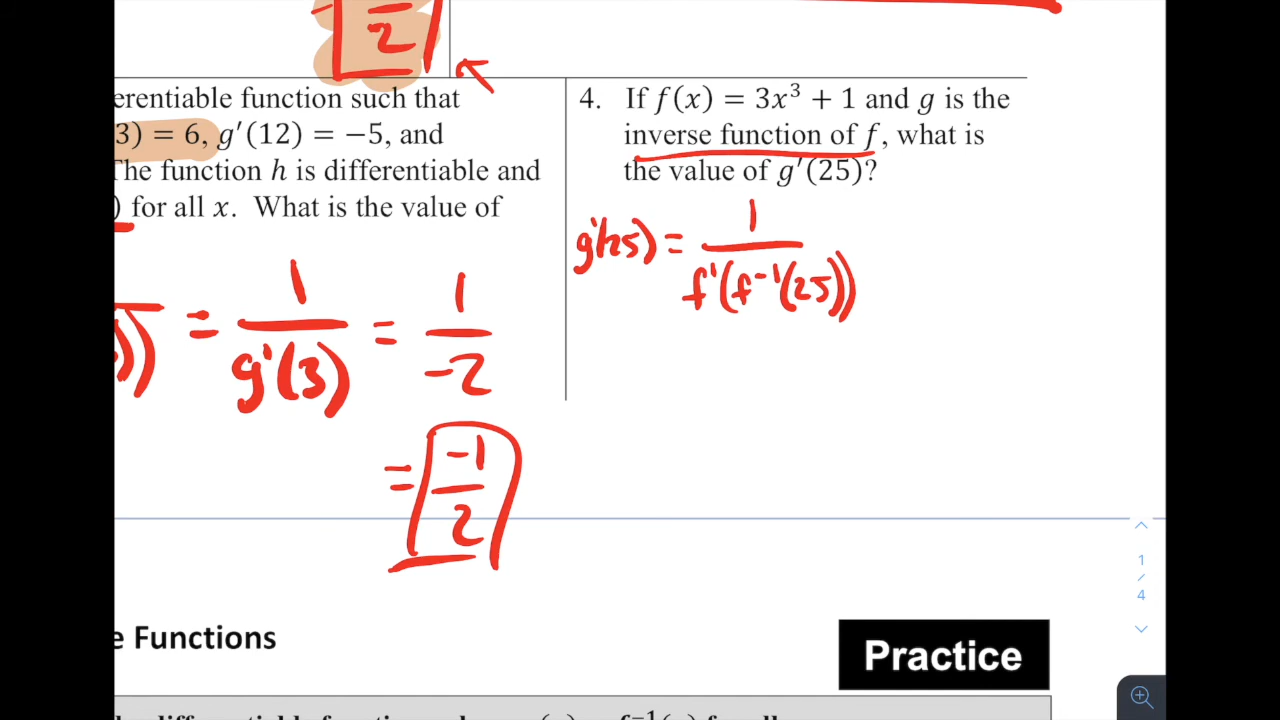 2
erentiable function such that
3) = 6, g′(12) = −5, and
The function h is differentiable and
) for all x. What is the value of
)) = 1/g'(3) = 1/-2
= -1/2
4. If f(x) = 3x³ + 1 and g is the
inverse function of f, what is
the value of g′(25)?
g'(25) = 1/f'(f⁻¹(25))
1
/
4
e Functions
Practice